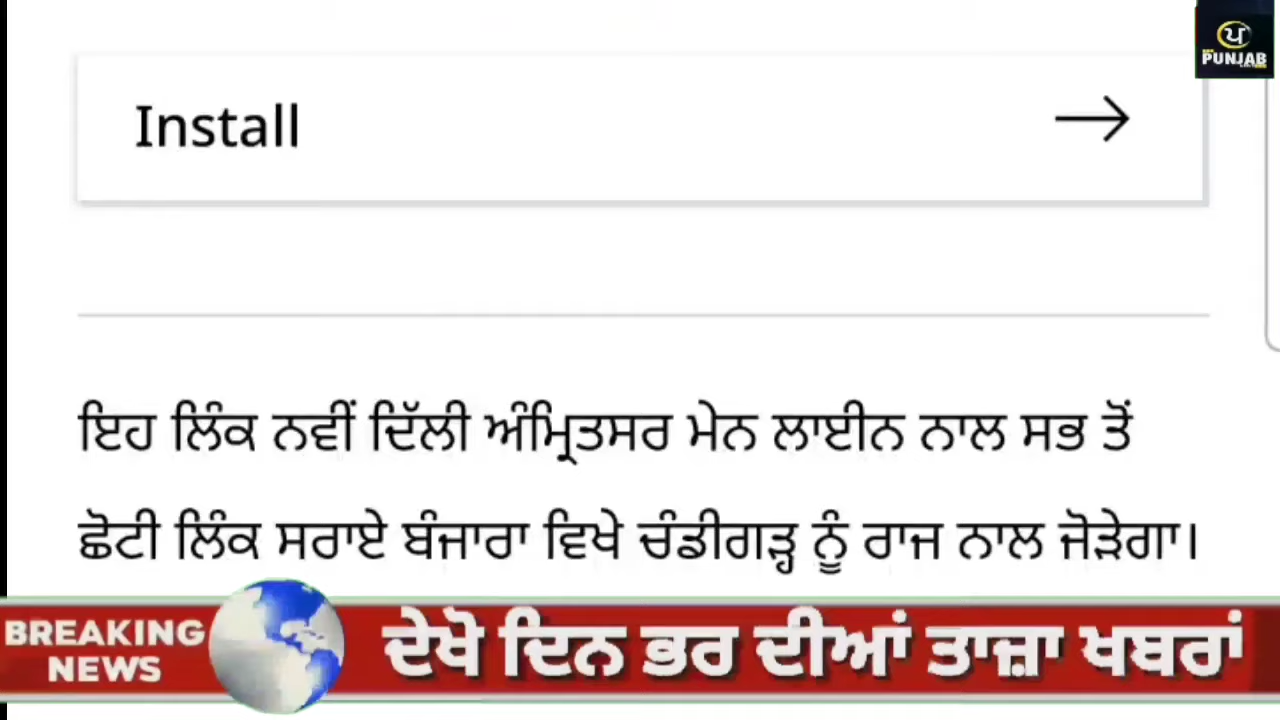 ਪ
PUNJAB
Install
ਇਹ ਲਿੰਕ ਨਵੀਂ ਦਿੱਲੀ ਅੰਮ੍ਰਿਤਸਰ ਮੇਨ ਲਾਈਨ ਨਾਲ ਸਭ ਤੋਂ
ਛੋਟੀ ਲਿੰਕ ਸਰਾਏ ਬੰਜਾਰਾ ਵਿਖੇ ਚੰਡੀਗੜ੍ਹ ਨੂੰ ਰਾਜ ਨਾਲ ਜੋੜੇਗਾ।
BREAKING
NEWS
ਦੇਖੋ ਦਿਨ ਭਰ ਦੀਆਂ ਤਾਜ਼ਾ ਖਬਰਾਂ